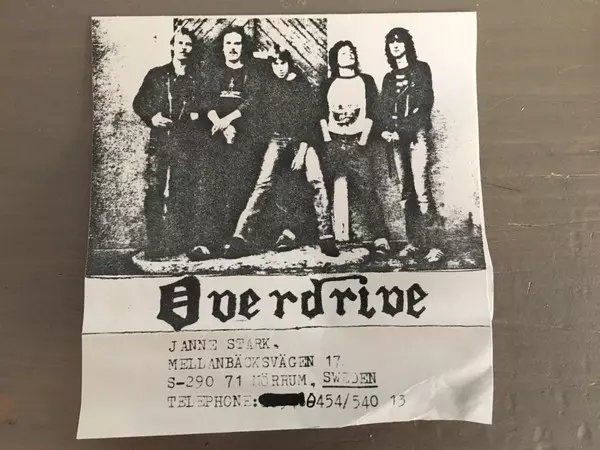 Overdrive
JANNE STARK,
MELLANBÄCKSVÄGEN 17,
S-290 71 MÖRRUM, SWEDEN
TELEPHONE: 0454/540 13